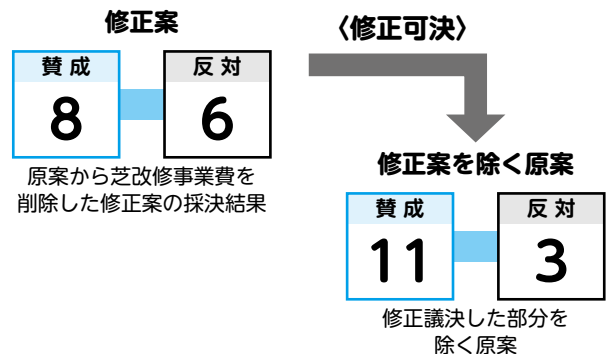 修正案
賛成
8
反対
6
原案から芝改修事業費を
削除した修正案の採決結果
〈修正可決〉
修正案を除く原案
賛成
11
反対
3
修正議決した部分を
除く原案